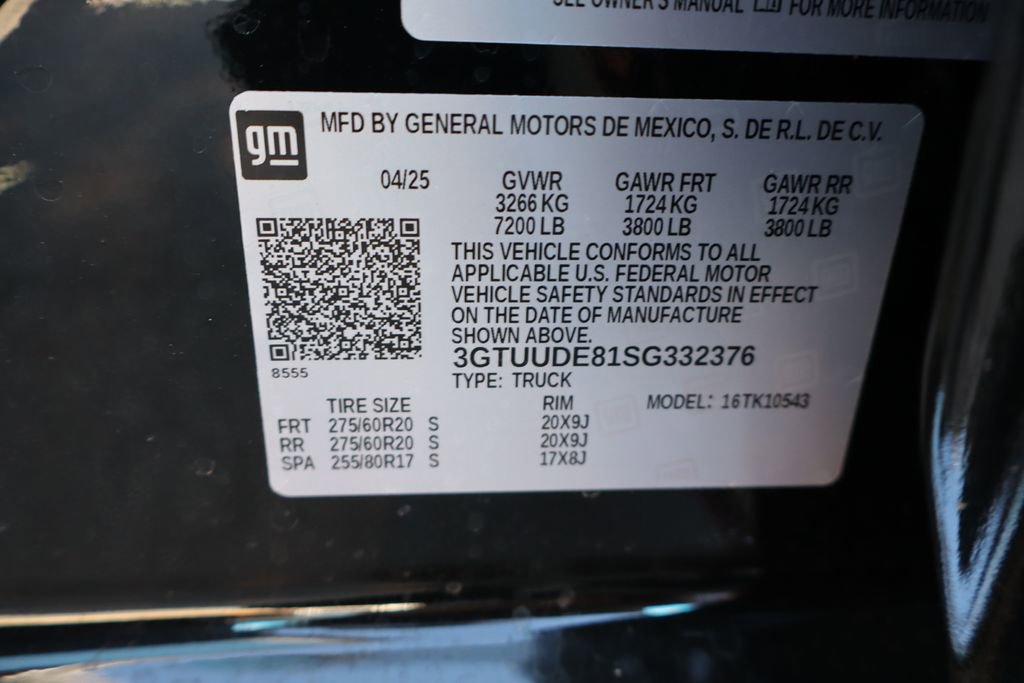 SEE OWNER'S MANUAL FOR MORE INFORMATION
gm
MFD BY GENERAL MOTORS DE MEXICO, S. DE R.L. DE C.V.
04/25 GVWR GAWR FRT GAWR RR
3266 KG 1724 KG 1724 KG
7200 LB 3800 LB 3800 LB
THIS VEHICLE CONFORMS TO ALL
APPLICABLE U.S. FEDERAL MOTOR
VEHICLE SAFETY STANDARDS IN EFFECT
ON THE DATE OF MANUFACTURE
SHOWN ABOVE.
3GTUUDE81SG332376
8555
TYPE: TRUCK
TIRE SIZE RIM MODEL: 16TK10543
FRT 275/60R20 S 20X9J
RR 275/60R20 S 20X9J
SPA 255/80R17 S 17X8J